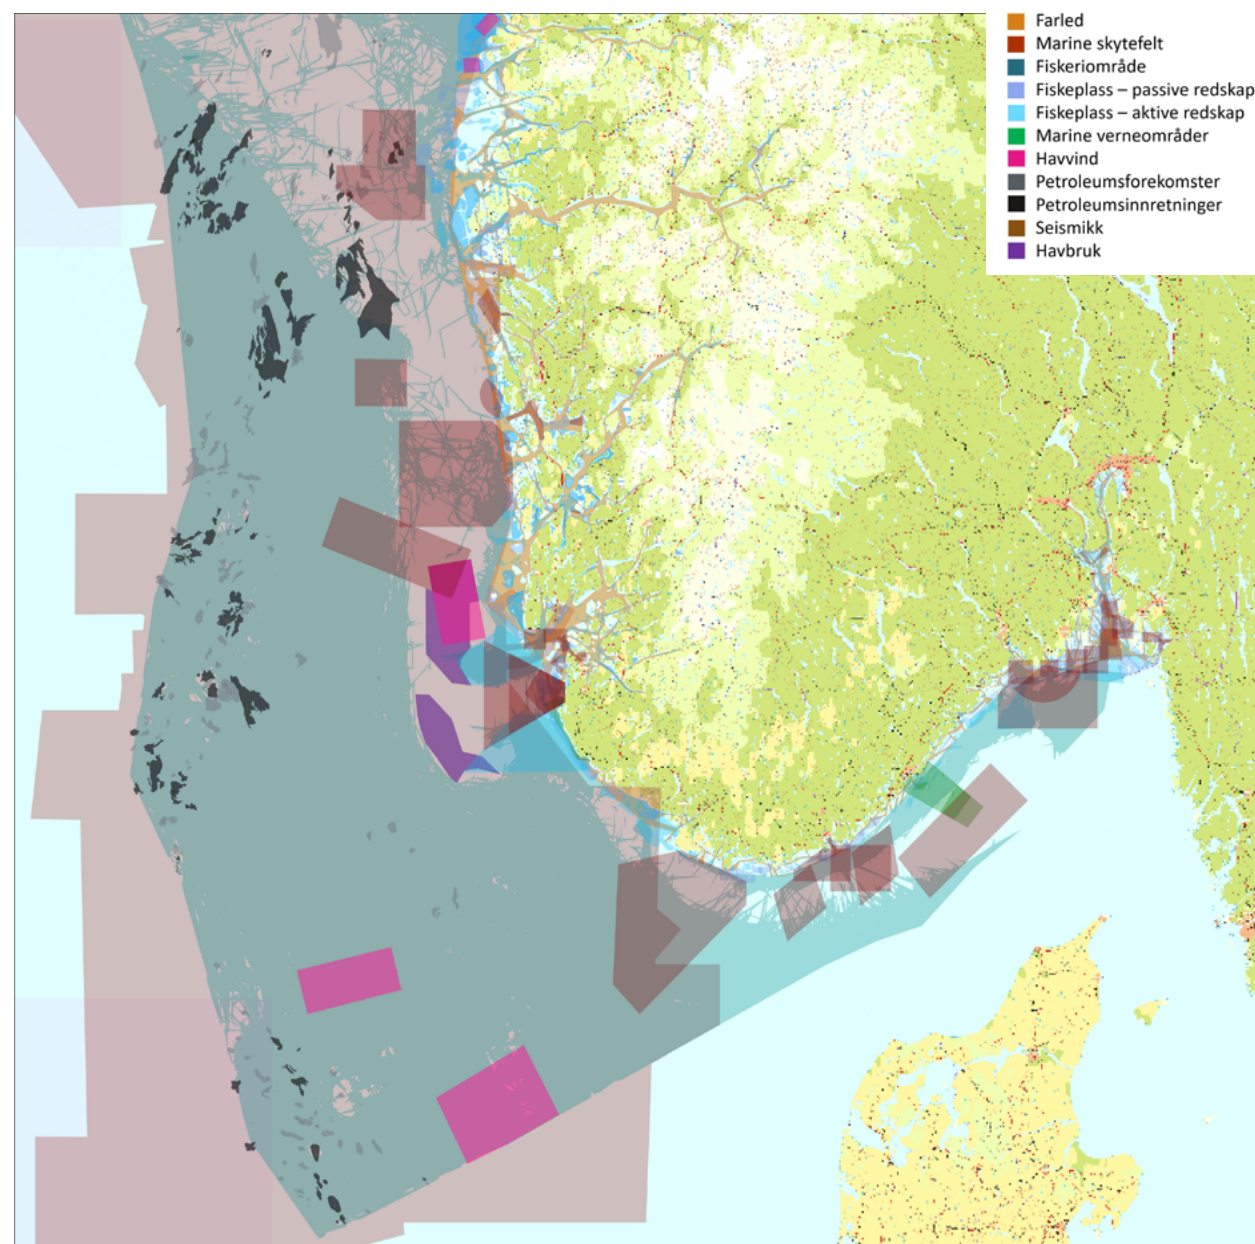 Farled
Marine skytefelt
Fiskeriområde
Fiskeplass – passive redskap
Fiskeplass – aktive redskap
Marine verneområder
Havvind
Petroleumsforekomster
Petroleumsinnretninger
Seismikk
Havbruk